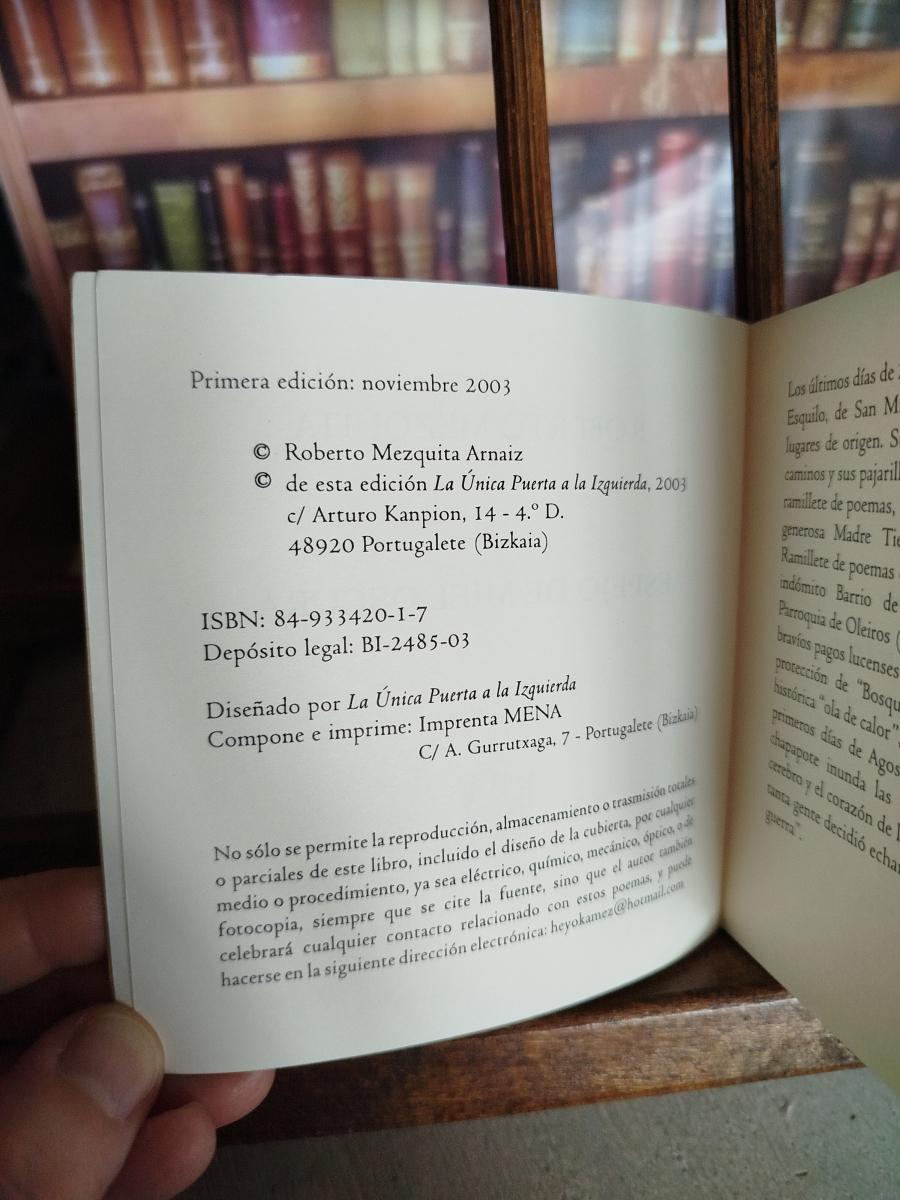 Primera edición: noviembre 2003
© Roberto Mezquita Arnaiz
© de esta edición La Única Puerta a la Izquierda, 2003
c/ Arturo Kanpion, 14 - 4.º D.
48920 Portugalete (Bizkaia)
ISBN: 84-933420-1-7
Depósito legal: BI-2485-03
Diseñado por La Única Puerta a la Izquierda
Compone e imprime: Imprenta MENA
C/ A. Gurrutxaga, 7 - Portugalete (Bizkaia)
No sólo se permite la reproducción, almacenamiento o trasmisión totales
o parciales de este libro, incluido el diseño de la cubierta, por cualquier
medio o procedimiento, ya sea eléctrico, químico, mecánico, óptico, o de
fotocopia, siempre que se cite la fuente, sino que el autor también
celebrará cualquier contacto relacionado con estos poemas, y puede
hacerse en la siguiente dirección electrónica: heyokamez@hotmail.com
Los últimos días de
Esquilo, de San
lugares de origen.
caminos y sus
ramillete de poemas,
generosa Madre
Ramillete de poemas
indómito Barrio de
Parroquia de Oleiros
bravíos pagos lucenses
protección de
histórica "ola de calor"
primeros días de
chapapote inunda las
cerebro y el corazón de
tanta gente decidió
guerra".